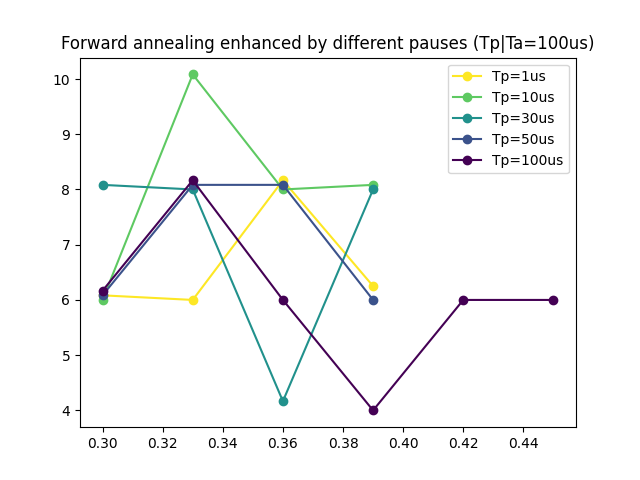 Forward annealing enhanced by different pauses (Tp|Ta=100us)
Tp=1us
Tp=10us
Tp=30us
Tp=50us
Tp=100us
10
9
8
7
6
5
4
0.30 0.32 0.34 0.36 0.38 0.40 0.42 0.44